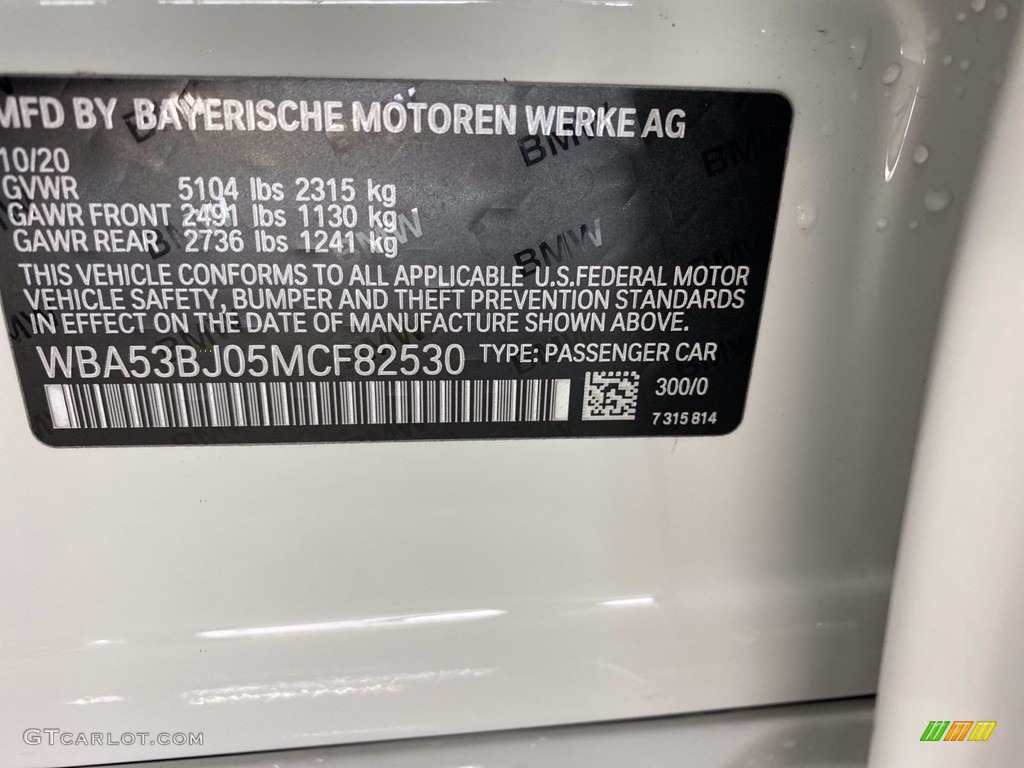 MFD BY BAYERISCHE MOTOREN WERKE AG
10/20
GVWR 5104 lbs 2315 kg
GAWR FRONT 2491 lbs 1130 kg
GAWR REAR 2736 lbs 1241 kg
THIS VEHICLE CONFORMS TO ALL APPLICABLE U.S.FEDERAL MOTOR
VEHICLE SAFETY, BUMPER AND THEFT PREVENTION STANDARDS
IN EFFECT ON THE DATE OF MANUFACTURE SHOWN ABOVE.
WBA53BJ05MCF82530 TYPE: PASSENGER CAR
300/0
7 315 814
GTCARLOT.COM